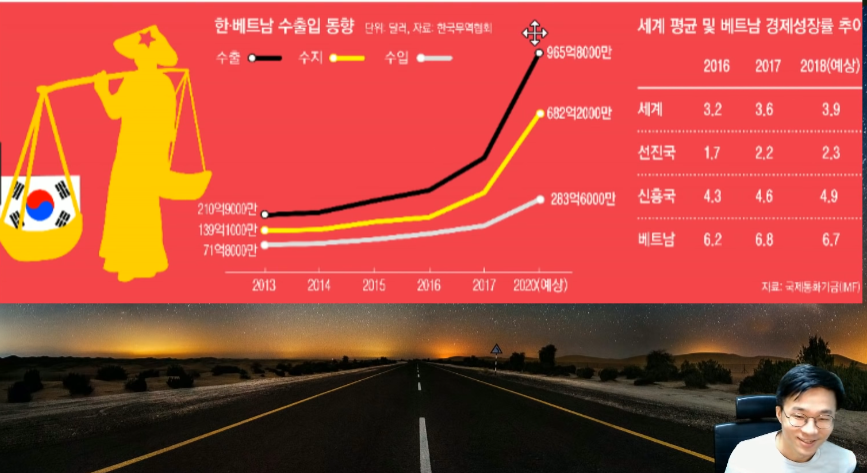 한·베트남 수출입 동향 단위: 달러, 자료: 한국무역협회
수출 수지 수입
965억8000만
682억2000만
283억6000만
210억9000만
139억1000만
71억8000만
2013 2014 2015 2016 2017 2020(예상)
세계 평균 및 베트남 경제성장률 추이
2016 2017 2018(예상)
세계 3.2 3.6 3.9
선진국 1.7 2.2 2.3
신흥국 4.3 4.6 4.9
베트남 6.2 6.8 6.7
자료: 국제통화기금(IMF)